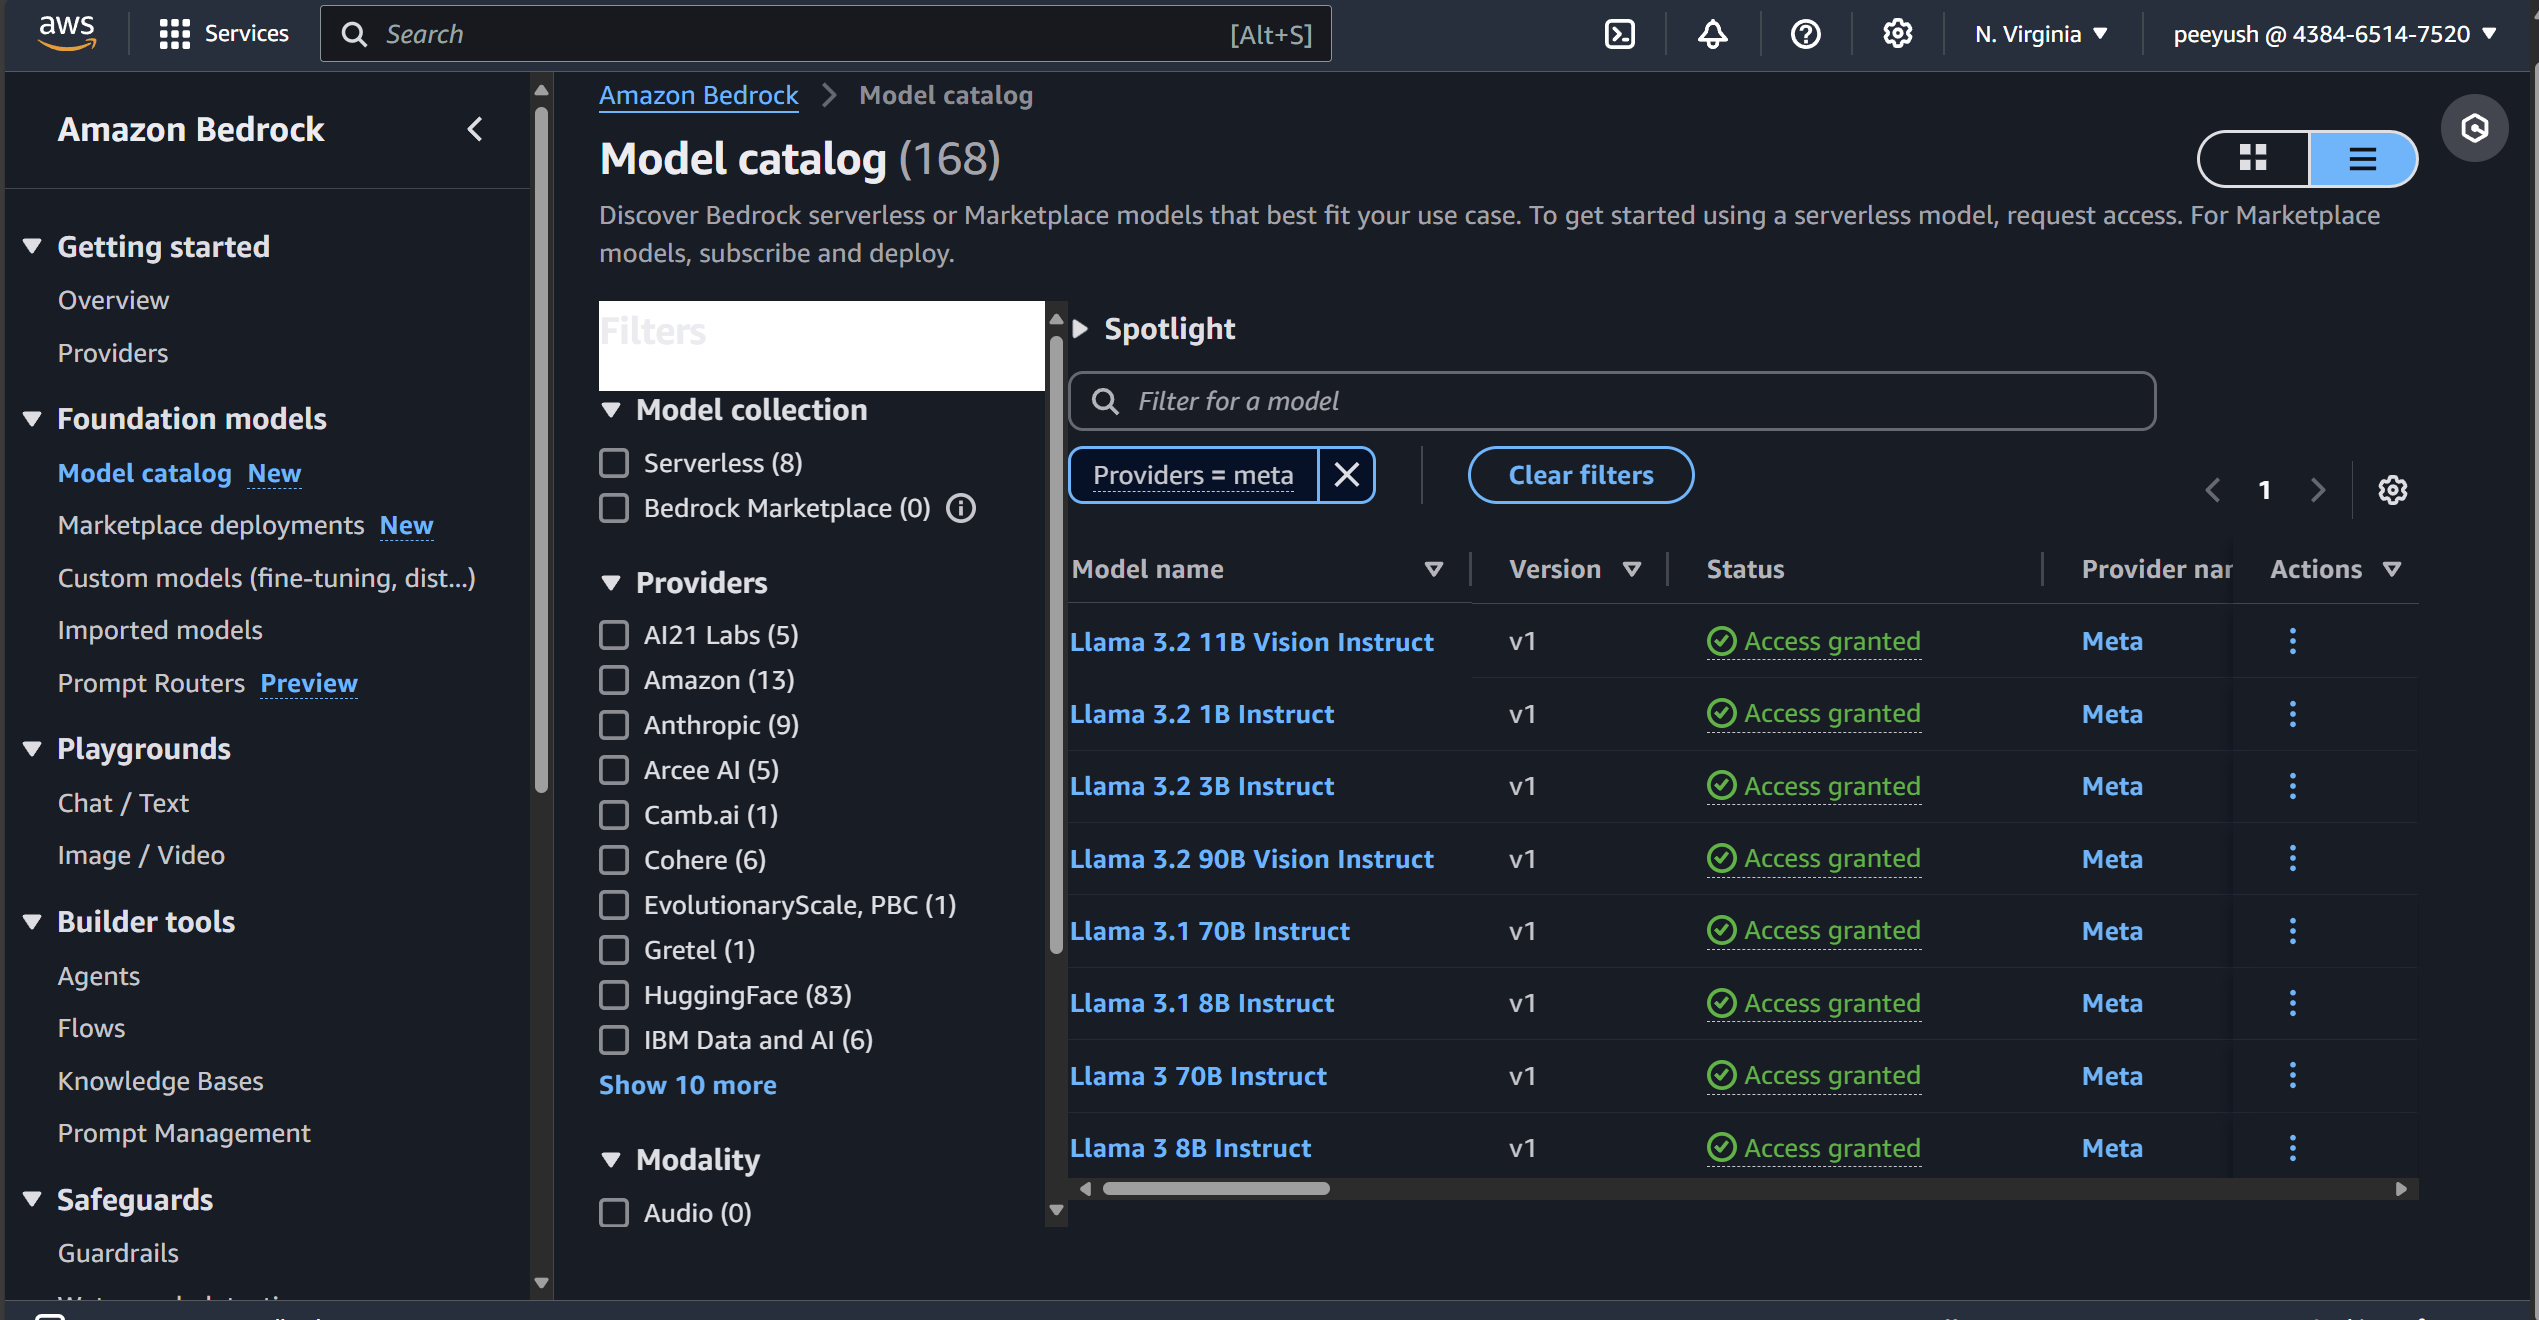 aws
Services
Search
[Alt+S]
N. Virginia
peeyush @ 4384-6514-7520
Amazon Bedrock
Getting started
Overview
Providers
Foundation models
Model catalog New
Marketplace deployments New
Custom models (fine-tuning, dist...)
Imported models
Prompt Routers Preview
Playgrounds
Chat / Text
Image / Video
Builder tools
Agents
Flows
Knowledge Bases
Prompt Management
Safeguards
Guardrails
Amazon Bedrock > Model catalog
Model catalog (168)
Discover Bedrock serverless or Marketplace models that best fit your use case. To get started using a serverless model, request access. For Marketplace
models, subscribe and deploy.
Filters
Model collection
Serverless (8)
Bedrock Marketplace (0)
Providers
AI21 Labs (5)
Amazon (13)
Anthropic (9)
Arcee AI (5)
Camb.ai (1)
Cohere (6)
EvolutionaryScale, PBC (1)
Gretel (1)
HuggingFace (83)
IBM Data and AI (6)
Show 10 more
Modality
Audio (0)
Spotlight
Filter for a model
Providers = meta
Clear filters
1
Model name Version Status Provider nar Actions
Llama 3.2 11B Vision Instruct v1 Access granted Meta
Llama 3.2 1B Instruct v1 Access granted Meta
Llama 3.2 3B Instruct v1 Access granted Meta
Llama 3.2 90B Vision Instruct v1 Access granted Meta
Llama 3.1 70B Instruct v1 Access granted Meta
Llama 3.1 8B Instruct v1 Access granted Meta
Llama 3 70B Instruct v1 Access granted Meta
Llama 3 8B Instruct v1 Access granted Meta